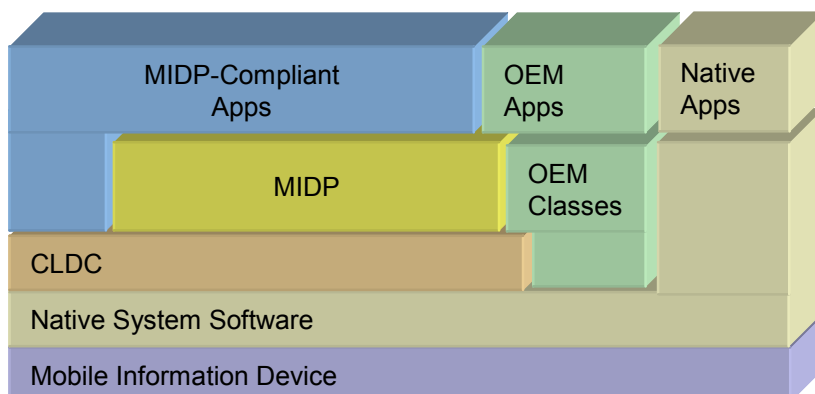 MIDP-Compliant
Apps
OEM
Apps
Native
Apps
MIDP
OEM
Classes
CLDC
Native System Software
Mobile Information Device